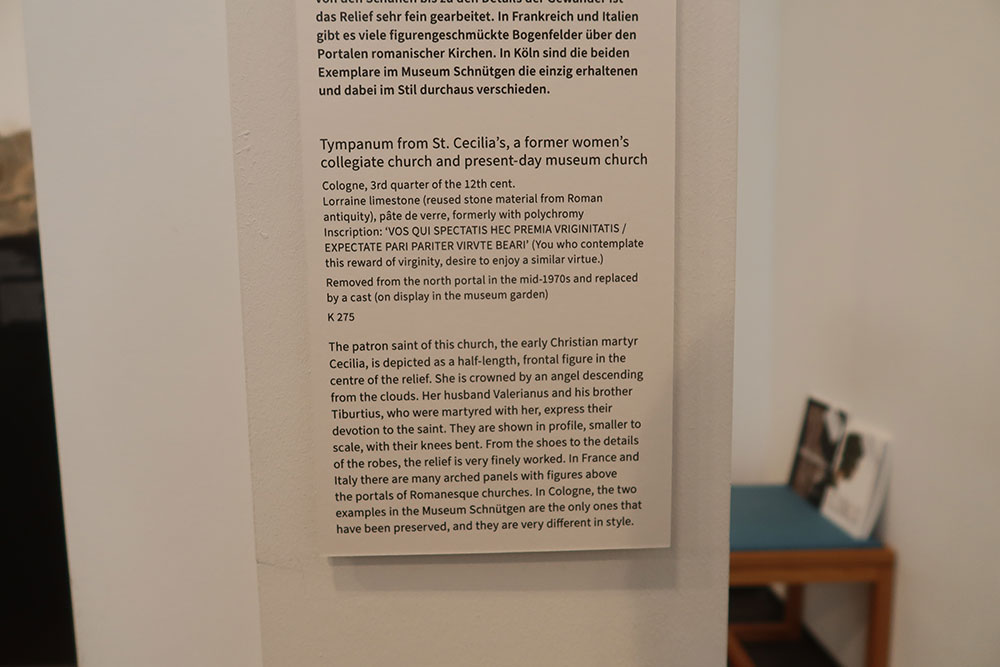 von den Schuhen bis zu den Details der Gewänder ist
das Relief sehr fein gearbeitet. In Frankreich und Italien
gibt es viele figurengeschmückte Bogenfelder über den
Portalen romanischer Kirchen. In Köln sind die beiden
Exemplare im Museum Schnütgen die einzig erhaltenen
und dabei im Stil durchaus verschieden.
Tympanum from St. Cecilia's, a former women's
collegiate church and present-day museum church
Cologne, 3rd quarter of the 12th cent.
Lorraine limestone (reused stone material from Roman
antiquity), pâte de verre, formerly with polychromy
Inscription: ‘VOS QUI SPECTATIS HEC PREMIA VRIGINITATIS /
EXPECTATE PARI PARITER VIRVTE BEARI’ (You who contemplate
this reward of virginity, desire to enjoy a similar virtue.)
Removed from the north portal in the mid-1970s and replaced
by a cast (on display in the museum garden)
K 275
The patron saint of this church, the early Christian martyr
Cecilia, is depicted as a half-length, frontal figure in the
centre of the relief. She is crowned by an angel descending
from the clouds. Her husband Valerianus and his brother
Tiburtius, who were martyred with her, express their
devotion to the saint. They are shown in profile, smaller to
scale, with their knees bent. From the shoes to the details
of the robes, the relief is very finely worked. In France and
Italy there are many arched panels with figures above
the portals of Romanesque churches. In Cologne, the two
examples in the Museum Schnütgen are the only ones that
have been preserved, and they are very different in style.